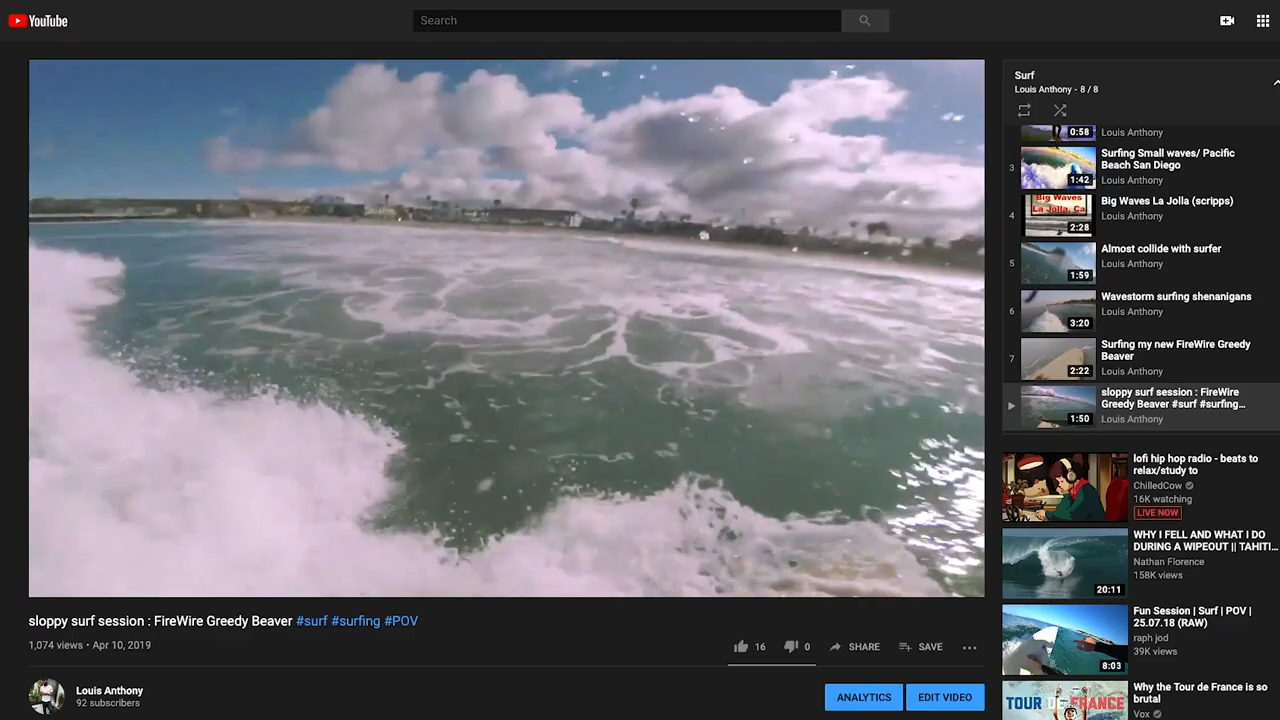 YouTube
Search
Surf
Louis Anthony - 8 / 8
0:58
Louis Anthony
3
Surfing Small waves/ Pacific
Beach San Diego
1:42
Louis Anthony
4
Big Waves
La Jolla, Ca
2:28
Big Waves La Jolla (scripps)
Louis Anthony
5
1:59
Almost collide with surfer
Louis Anthony
6
3:20
Wavestorm surfing shenanigans
Louis Anthony
7
2:22
Surfing my new FireWire Greedy
Beaver
Louis Anthony
1:50
sloppy surf session : FireWire
Greedy Beaver #surf #surfing...
Louis Anthony
lofi hip hop radio - beats to
relax/study to
ChilledCow
16K watching
LIVE NOW
WHY I FELL AND WHAT I DO
DURING A WIPEOUT || TAHITI...
Nathan Florence
158K views
20:11
Fun Session | Surf | POV |
25.07.18 (RAW)
raph jod
39K views
8:03
Why the Tour de France is so
brutal
Vox
TOUR DE FRANCE
sloppy surf session : FireWire Greedy Beaver #surf #surfing #POV
1,074 views • Apr 10, 2019
16
0
SHARE
SAVE
Louis Anthony
92 subscribers
ANALYTICS
EDIT VIDEO